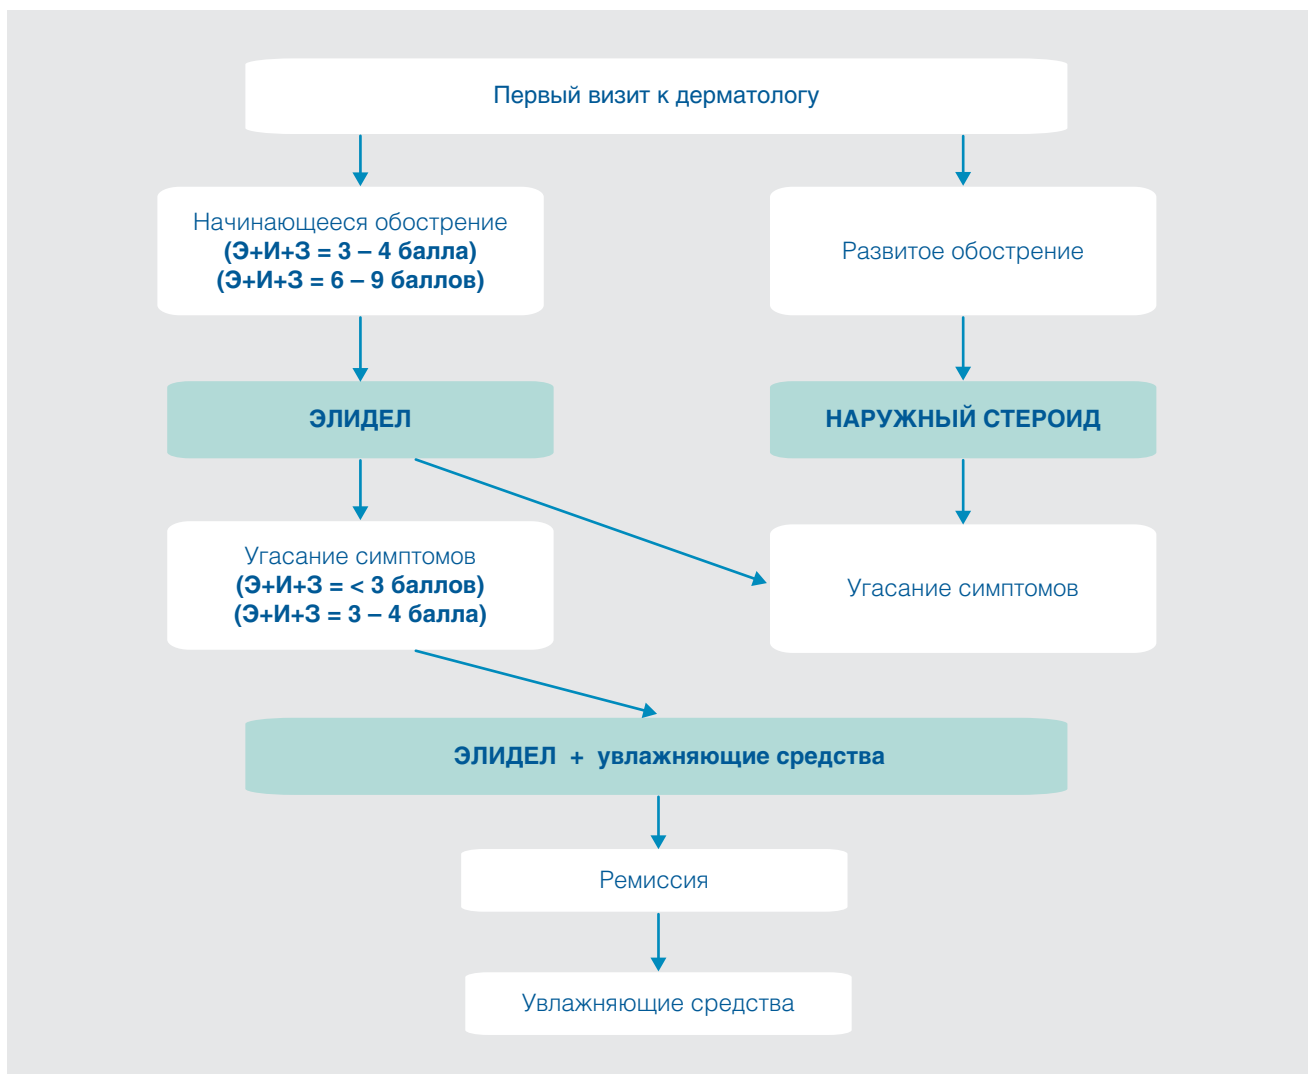 Первый визит к дерматологу
Начинающееся обострение
(Э+И+З = 3 – 4 балла)
(Э+И+З = 6 – 9 баллов)
Развитое обострение
ЭЛИДЕЛ
НАРУЖНЫЙ СТЕРОИД
Угасание симптомов
(Э+И+З = < 3 баллов)
(Э+И+З = 3 – 4 балла)
Угасание симптомов
ЭЛИДЕЛ + увлажняющие средства
Ремиссия
Увлажняющие средства